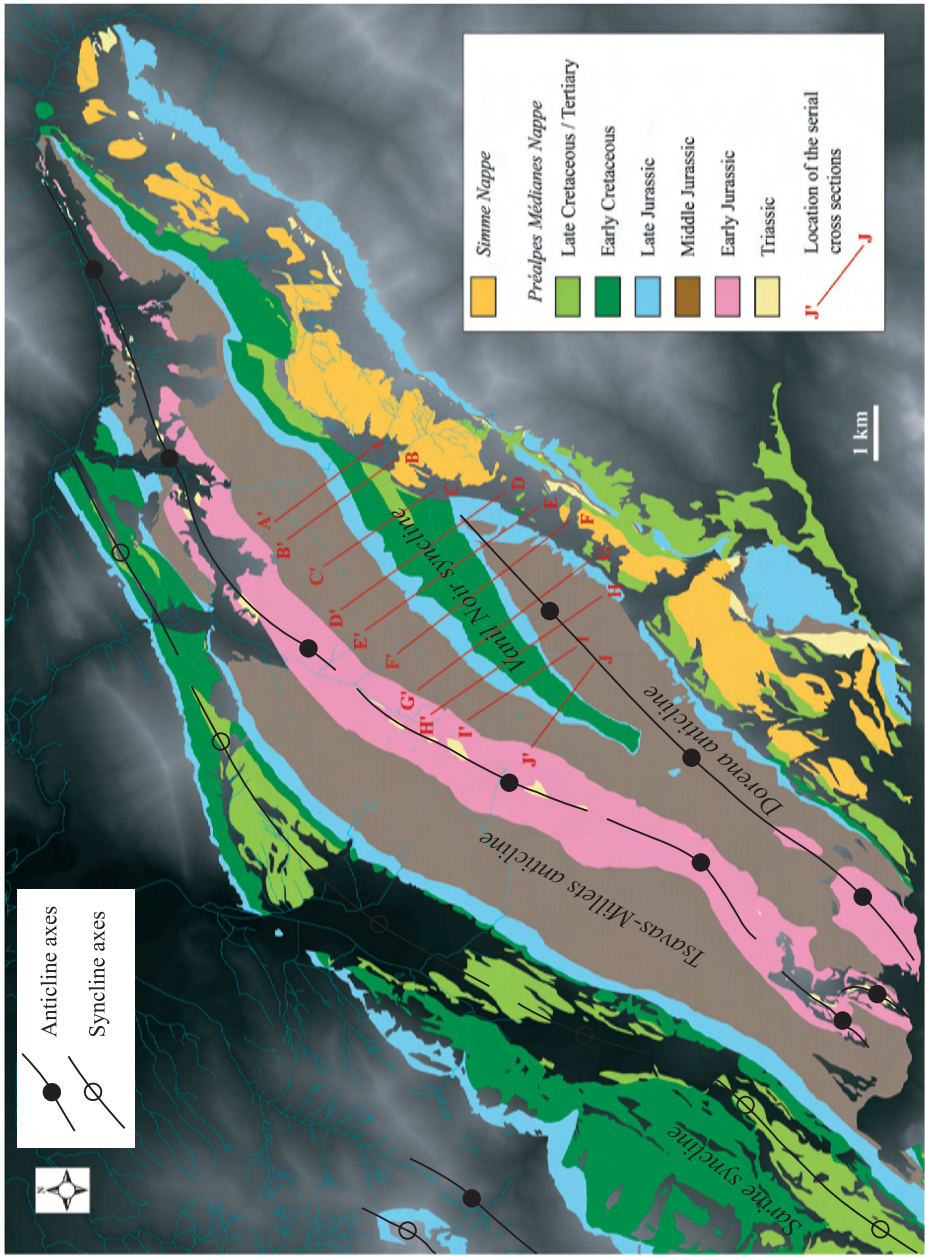 N
Anticline axes
Syncline axes
Simme Nappe
Préalpes Médianes Nappe
Late Cretaceous / Tertiary
Early Cretaceous
Late Jurassic
Middle Jurassic
Early Jurassic
Triassic
J' J
Location of the serial
cross sections
1 km
Sarine syncline
Tsavas-Millets anticline
Vanil Noir syncline
Dorena anticline
A' A
B' B
C' C
D' D
E' E
F' F
G' G
H' H
I' I
J' J